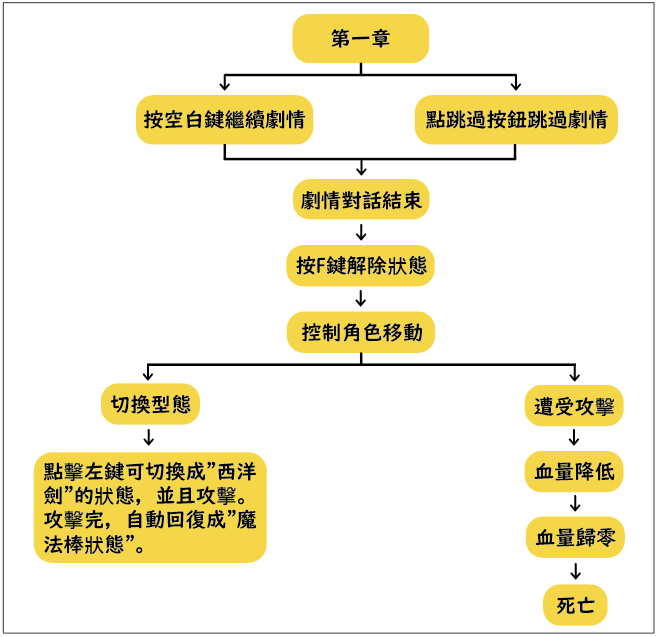 第一章
按空白鍵繼續劇情
點跳過按鈕跳過劇情
劇情對話結束
按F鍵解除狀態
控制角色移動
切換型態
點擊左鍵可切換成”西洋
劍”的狀態，並且攻擊。
攻擊完，自動回復成”魔
法棒狀態”。
遭受攻擊
血量降低
血量歸零
死亡